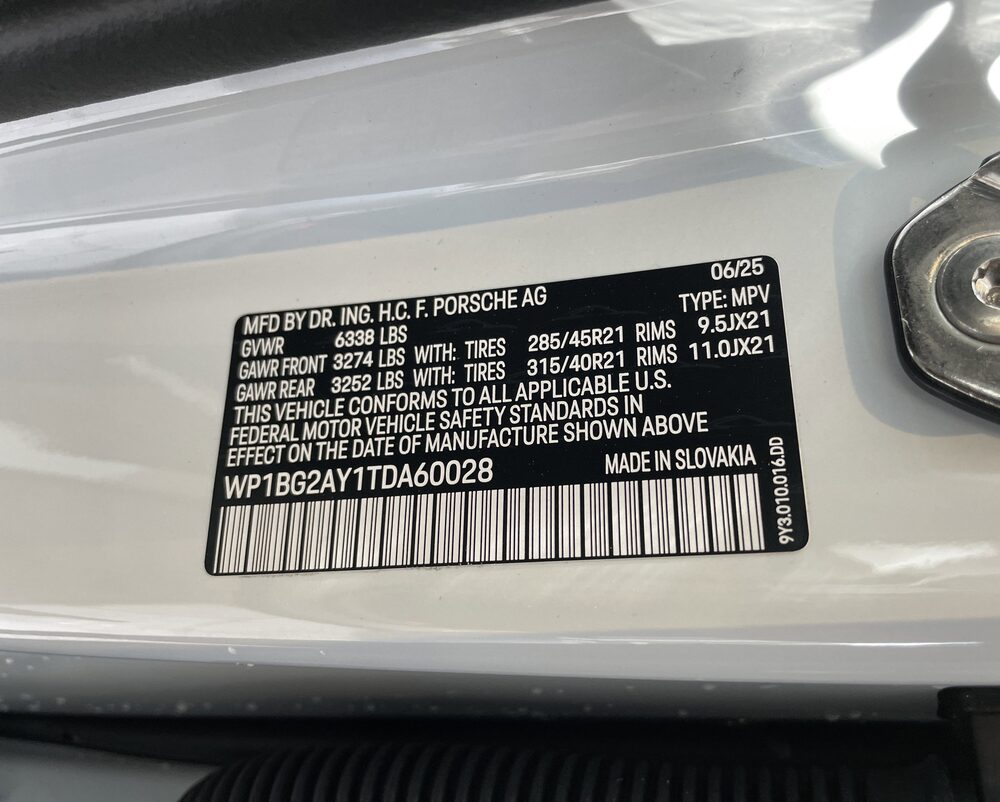 06/25
MFD BY DR. ING. H.C. F. PORSCHE AG TYPE: MPV
GVWR 6338 LBS
GAWR FRONT 3274 LBS WITH: TIRES 285/45R21 RIMS 9.5JX21
GAWR REAR 3252 LBS WITH: TIRES 315/40R21 RIMS 11.0JX21
THIS VEHICLE CONFORMS TO ALL APPLICABLE U.S.
FEDERAL MOTOR VEHICLE SAFETY STANDARDS IN
EFFECT ON THE DATE OF MANUFACTURE SHOWN ABOVE
WP1BG2AY1TDA60028 MADE IN SLOVAKIA
9Y3.010.016.DD